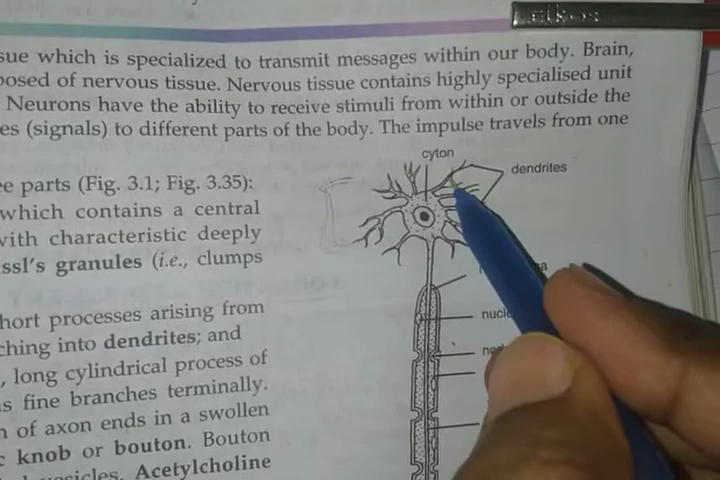 sue which is specialized to transmit messages within our body. Brain,
posed of nervous tissue. Nervous tissue contains highly specialised unit
Neurons have the ability to receive stimuli from within or outside the
es (signals) to different parts of the body. The impulse travels from one
cyton
dendrites
ee parts (Fig. 3.1; Fig. 3.35):
which contains a central
with characteristic deeply
ssl's granules (i.e., clumps
hort processes arising from
ching into dendrites; and
, long cylindrical process of
as fine branches terminally.
n of axon ends in a swollen
c knob or bouton. Bouton
vesicles. Acetylcholine